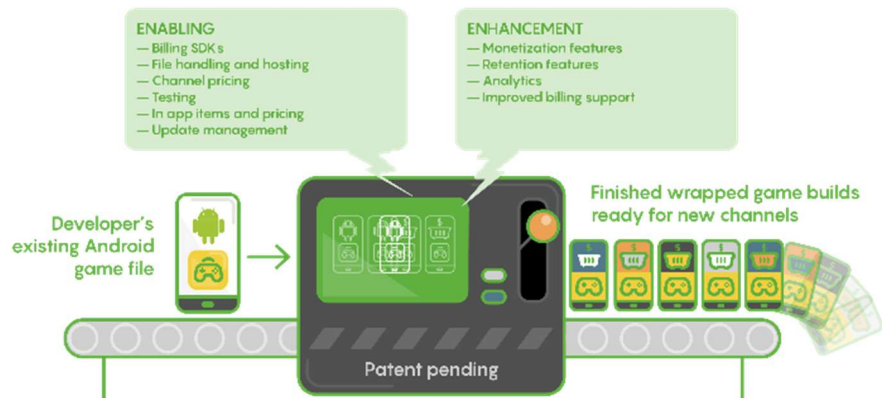 ENABLING
— Billing SDKs
— File handling and hosting
— Channel pricing
— Testing
— In app items and pricing
— Update management
ENHANCEMENT
— Monetization features
— Retention features
— Analytics
— Improved billing support
Developer's
existing Android
game file
Finished wrapped game builds
ready for new channels
$
$
$
$
$
Patent pending